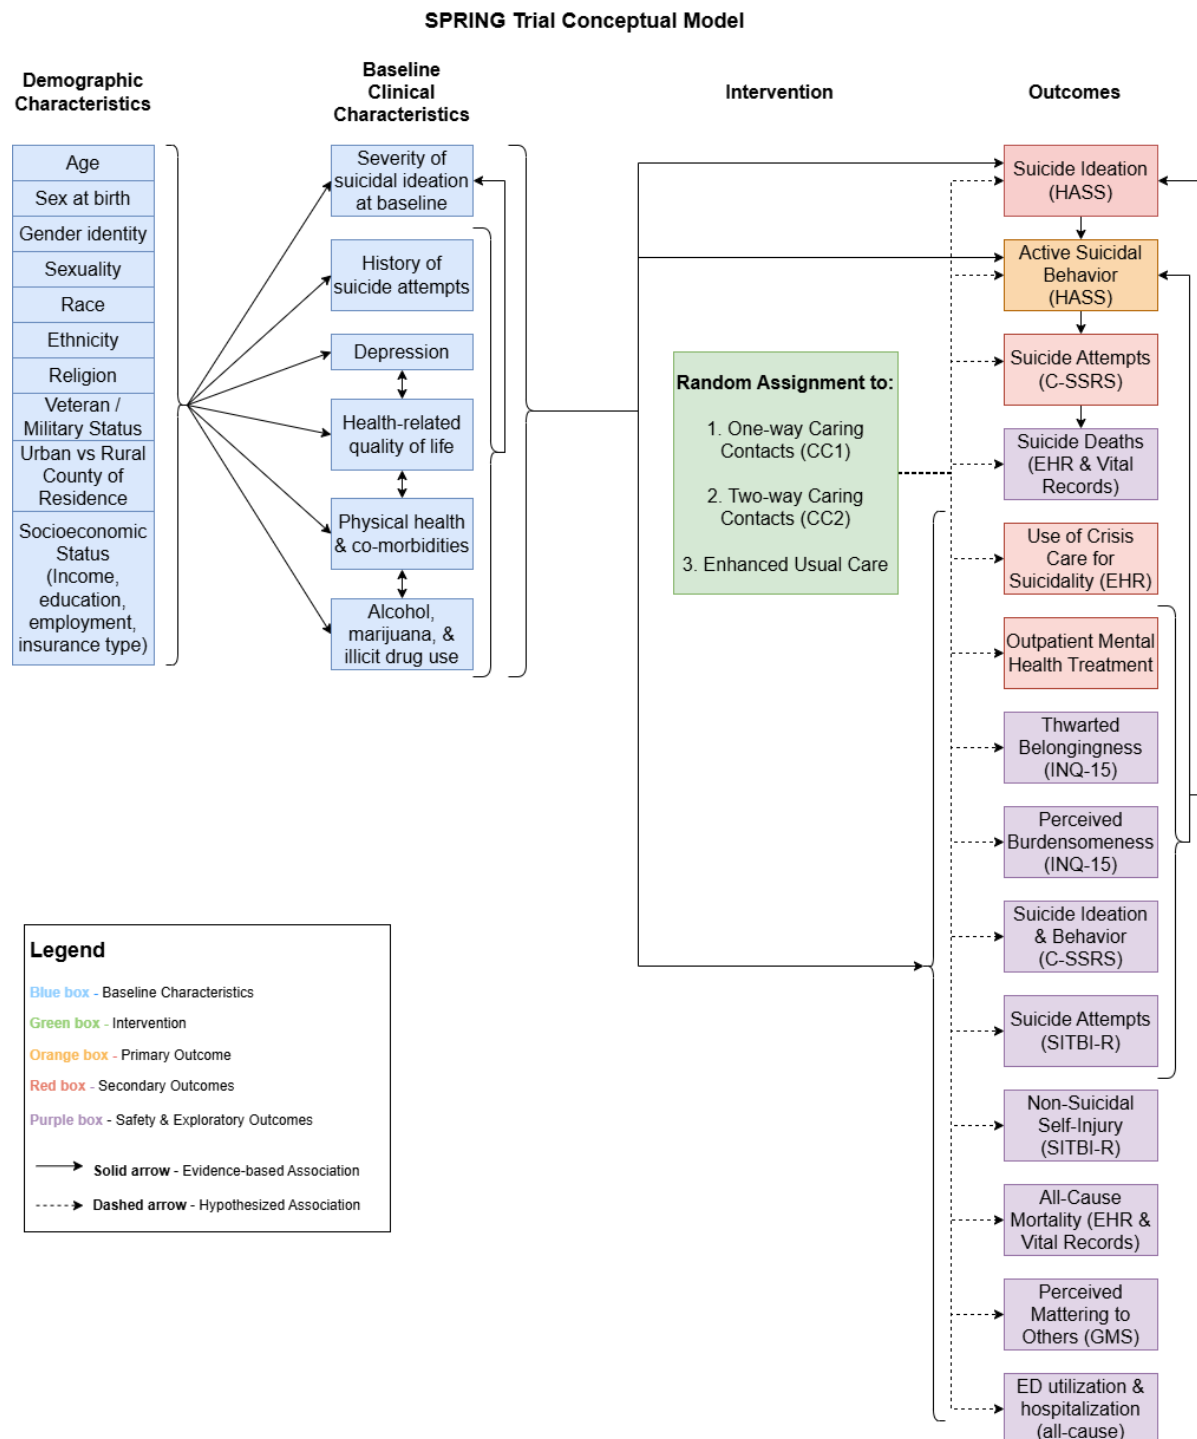 SPRING Trial Conceptual Model
Demographic
Characteristics
Age
Sex at birth
Gender identity
Sexuality
Race
Ethnicity
Religion
Veteran /
Military Status
Urban vs Rural
County of
Residence
Socioeconomic
Status
(Income,
education,
employment,
insurance type)
Baseline
Clinical
Characteristics
Severity of
suicidal ideation
at baseline
History of
suicide attempts
Depression
Health-related
quality of life
Physical health
& co-morbidities
Alcohol,
marijuana, &
illicit drug use
Intervention
Random Assignment to:
1. One-way Caring
Contacts (CC1)
2. Two-way Caring
Contacts (CC2)
3. Enhanced Usual Care
Outcomes
Suicide Ideation
(HASS)
Active Suicidal
Behavior
(HASS)
Suicide Attempts
(C-SSRS)
Suicide Deaths
(EHR & Vital
Records)
Use of Crisis
Care for
Suicidality (EHR)
Outpatient Mental
Health Treatment
Thwarted
Belongingness
(INQ-15)
Perceived
Burdensomeness
(INQ-15)
Suicide Ideation
& Behavior
(C-SSRS)
Suicide Attempts
(SITBI-R)
Non-Suicidal
Self-Injury
(SITBI-R)
All-Cause
Mortality (EHR &
Vital Records)
Perceived
Mattering to
Others (GMS)
ED utilization &
hospitalization
(all-cause)
Legend
Blue box - Baseline Characteristics
Green box - Intervention
Orange box - Primary Outcome
Red box - Secondary Outcomes
Purple box - Safety & Exploratory Outcomes
Solid arrow - Evidence-based Association
Dashed arrow - Hypothesized Association